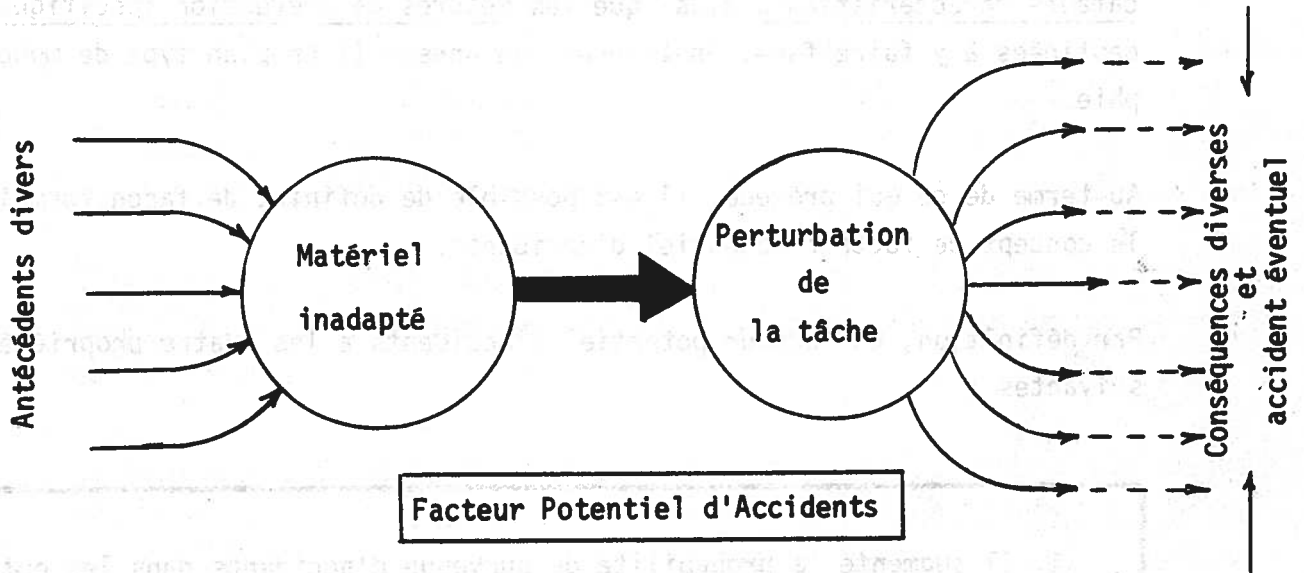 Antécédents divers
Matériel
inadapté
Perturbation
de
la tâche
Conséquences diverses
et
accident éventuel
Facteur Potentiel d'Accidents